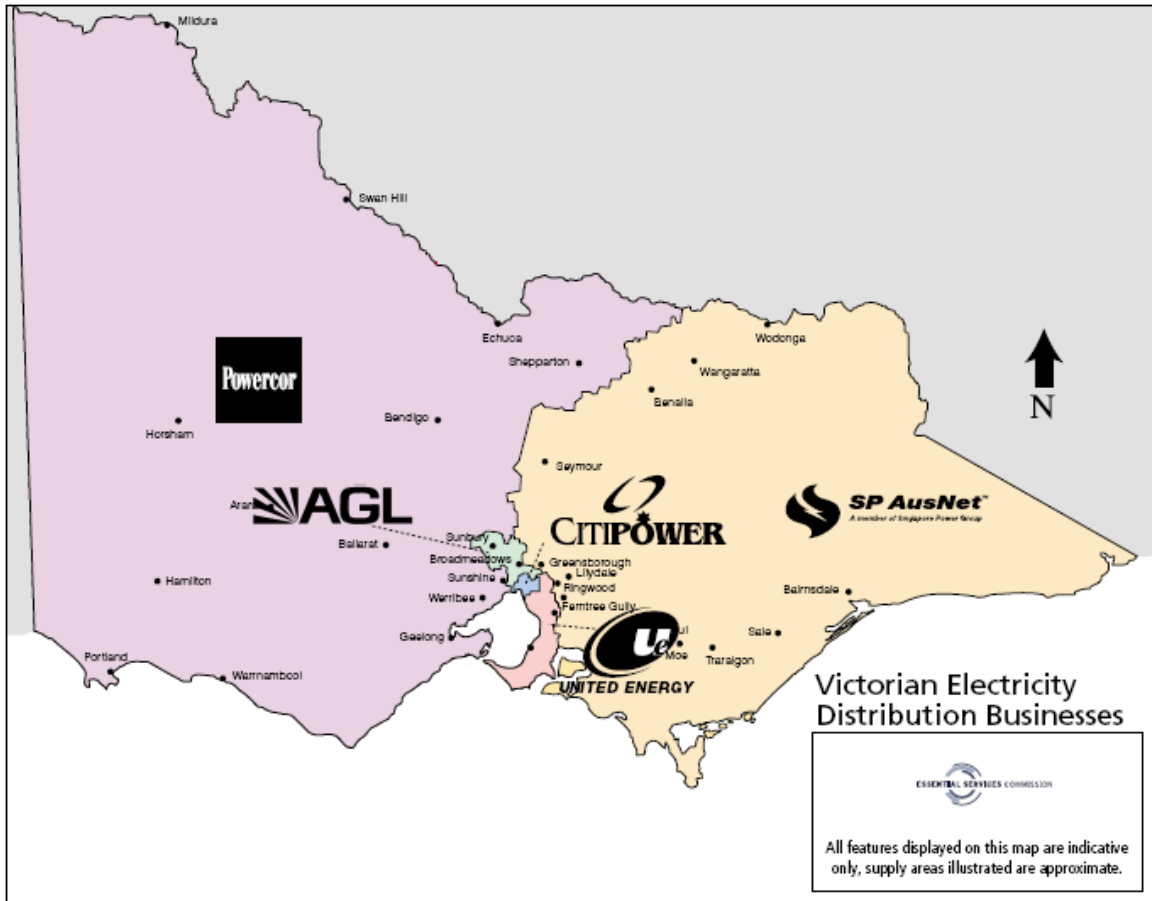 Mildura
Swan Hill
Echuca
Shepparton
Wodonga
Wangaratta
Benalla
Powercor
N
Horsham
Bendigo
Seymour
AGL
CITIPOWER
SP AusNet™
A member of Singapore Power Group
Ballarat
Sunbury
Broadmeadows
Greensborough
Lilydale
Hamilton
Sunshine
Ringwood
Werribee
Ferntree Gully
Bairnsdale
Geelong
Ue
Moe
Traralgon
Sale
Portland
Warrnambool
UNITED ENERGY
Victorian Electricity
Distribution Businesses
ESSENTIAL SERVICES COMMISSION
All features displayed on this map are indicative
only, supply areas illustrated are approximate.